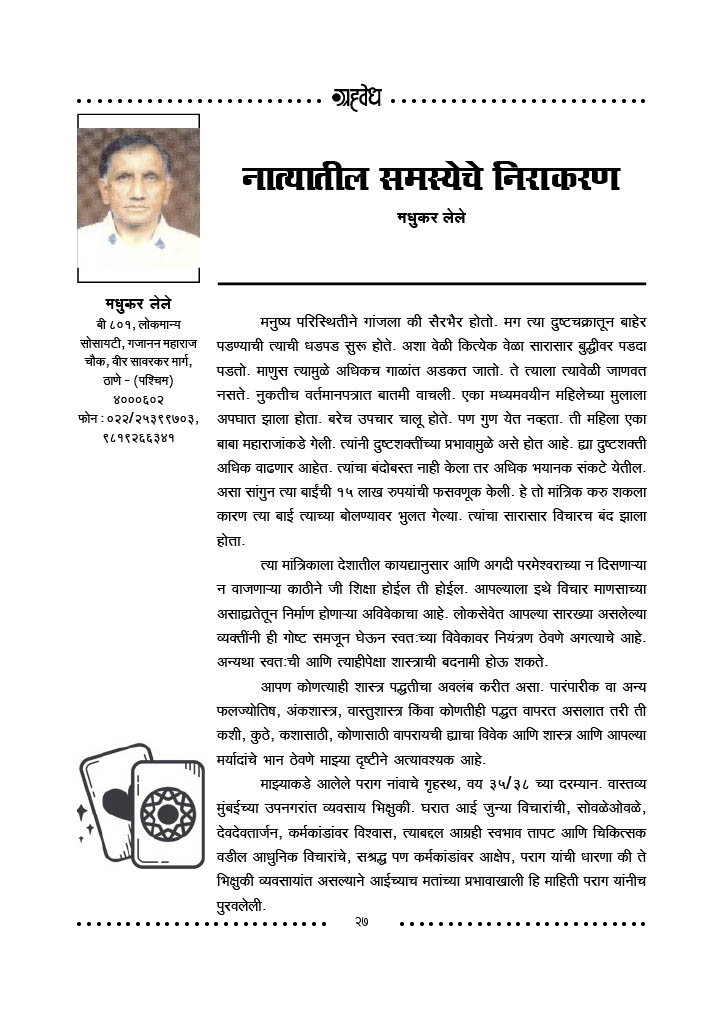 ग्रहवेध
नात्यातील समस्येचे निराकरण
मधुकर लेले
मधुकर लेले
बी ८०१, लोकमान्य
सोसायटी, गजानन महाराज
चौक, वीर सावरकर मार्ग,
ठाणे - (पश्चिम)
४०००६०२
फोन : ०२२/२५३९९७०३,
९८१९२६६३४१
मनुष्य परिस्थितीने गांजला की सैरभैर होतो. मग त्या दुष्टचक्रातून बाहेर
पडण्याची त्याची धडपड सुरू होते. अशा वेळी कित्येक वेळा सारासार बुद्धीवर पडदा
पडतो. माणुस त्यामुळे अधिकच गाळांत अडकत जातो. ते त्याला त्यावेळी जाणवत
नसते. नुकतीच वर्तमानपत्रात बातमी वाचली. एका मध्यमवयीन महिलेच्या मुलाला
अपघात झाला होता. बरेच उपचार चालू होते. पण गुण येत नव्हता. ती महिला एका
बाबा महाराजांकडे गेली. त्यांनी दुष्टशक्तींच्या प्रभावामुळे असे होत आहे. ह्या दुष्टशक्ती
अधिक वाढणार आहेत. त्यांचा बंदोबस्त नाही केला तर अधिक भयानक संकटे येतील.
असा सांगुन त्या बाईंची १५ लाख रुपयांची फसवणूक केली. हे तो मांत्रिक करु शकला
कारण त्या बाई त्याच्या बोलण्यावर भुलत गेल्या. त्यांचा सारासार विचारच बंद झाला
होता.
त्या मांत्रिकाला देशातील कायद्यानुसार आणि अगदी परमेश्वराच्या न दिसणाऱ्या
न वाजणाऱ्या काठीने जी शिक्षा होईल ती होईल. आपल्याला इथे विचार माणसाच्या
असाह्यतेतून निर्माण होणाऱ्या अविवेकाचा आहे. लोकसेवेत आपल्या सारख्या असलेल्या
व्यक्तींनी ही गोष्ट समजून घेऊन स्वतःच्या विवेकावर नियंत्रण ठेवणे अगत्याचे आहे.
अन्यथा स्वतःची आणि त्याहीपेक्षा शास्त्राची बदनामी होऊ शकते.
आपण कोणत्याही शास्त्र पद्धतीचा अवलंब करीत असा. पारंपारीक वा अन्य
फलज्योतिष, अंकशास्त्र, वास्तुशास्त्र किंवा कोणतीही पद्धत वापरत असलात तरी ती
कशी, कुठे, कशासाठी, कोणासाठी वापरायची ह्याचा विवेक आणि शास्त्र आणि आपल्या
मर्यादांचे भान ठेवणे माझ्या दृष्टीने अत्यावश्यक आहे.
माझ्याकडे आलेले पराग नांवाचे गृहस्थ, वय ३५/३८ च्या दरम्यान. वास्तव्य
मुंबईच्या उपनगरांत व्यवसाय भिक्षुकी. घरात आई जुन्या विचारांची, सोवळेओवळे,
देवदेवतार्जन, कर्मकांडांवर विश्वास, त्याबद्दल आग्रही स्वभाव तापट आणि चिकित्सक
वडील आधुनिक विचारांचे, सश्रद्ध पण कर्मकांडांवर आक्षेप, पराग यांची धारणा की ते
भिक्षुकी व्यवसायांत असल्याने आईच्याच मतांच्या प्रभावाखाली हि माहिती पराग यांनीच
पुरवलेली.
२७